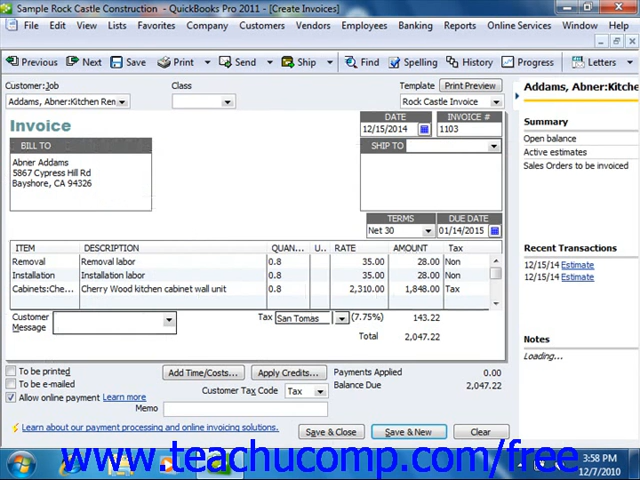 Sample Rock Castle Construction - QuickBooks Pro 2011 - [Create Invoices]
File Edit View Lists Favorites Company Customers Vendors Employees Banking Reports Online Services Window Help
Previous Next Save Print Send Ship Find Spelling History Progress Letters
Customer:Job Class Template Print Preview
Addams, Abner:Kitchen Ren Rock Castle Invoice
Addams, Abner:Kitche
Invoice
DATE INVOICE #
12/15/2014 1103
BILL TO SHIP TO
Abner Addams
5867 Cypress Hill Rd
Bayshore, CA 94326
Summary
Open balance
Active estimates
Sales Orders to be invoiced
TERMS DUE DATE
Net 30 01/14/2015
ITEM DESCRIPTION QUAN... U... RATE AMOUNT Tax
Removal Removal labor 0.8 35.00 28.00 Non
Installation Installation labor 0.8 35.00 28.00 Non
Cabinets:Che... Cherry Wood kitchen cabinet wall unit 0.8 2,310.00 1,848.00 Tax
Recent Transactions
12/15/14 Estimate
12/15/14 Estimate
Customer Message
Tax San Tomas (7.75%) 143.22
Total 2,047.22
Notes
Loading...
To be printed
To be e-mailed
Allow online payment Learn more
Add Time/Costs... Apply Credits...
Payments Applied 0.00
Customer Tax Code Tax Balance Due 2,047.22
Memo
Learn about our payment processing and online invoicing solutions.
Save & Close Save & New Clear
www.teachucomp.com/free
3:58 PM
12/7/2010